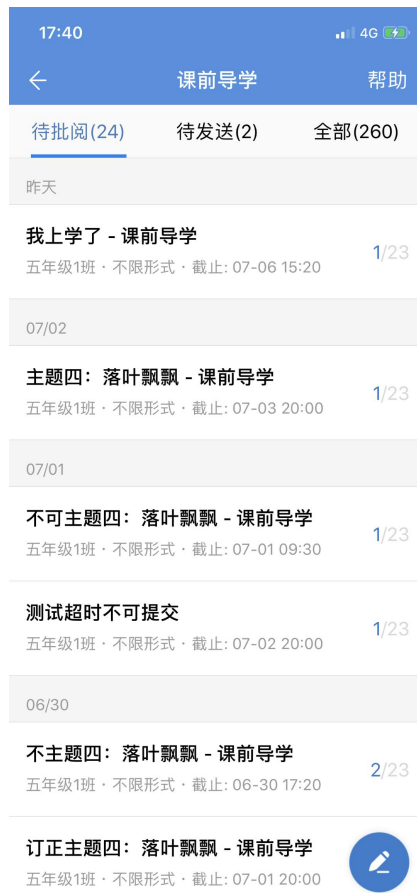 17:40
4G
课前导学
帮助
待批阅(24)
待发送(2)
全部(260)
昨天
我上学了 - 课前导学
1/23
五年级1班 · 不限形式 · 截止: 07-06 15:20
07/02
主题四：落叶飘飘 - 课前导学
1/23
五年级1班 · 不限形式 · 截止: 07-03 20:00
07/01
不可主题四：落叶飘飘 - 课前导学
1/23
五年级1班 · 不限形式 · 截止: 07-01 09:30
测试超时不可提交
1/23
五年级1班 · 不限形式 · 截止: 07-02 20:00
06/30
不主题四：落叶飘飘 - 课前导学
2/23
五年级1班 · 不限形式 · 截止: 06-30 17:20
订正主题四：落叶飘飘 - 课前导学
五年级1班 · 不限形式 · 截止: 07-01 20:00